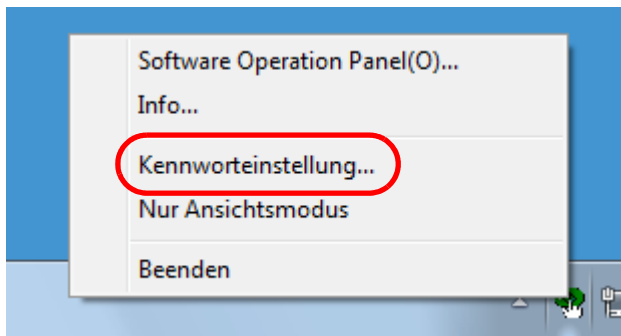 Software Operation Panel(O)...
Info...
Kennworteinstellung...
Nur Ansichtsmodus
Beenden